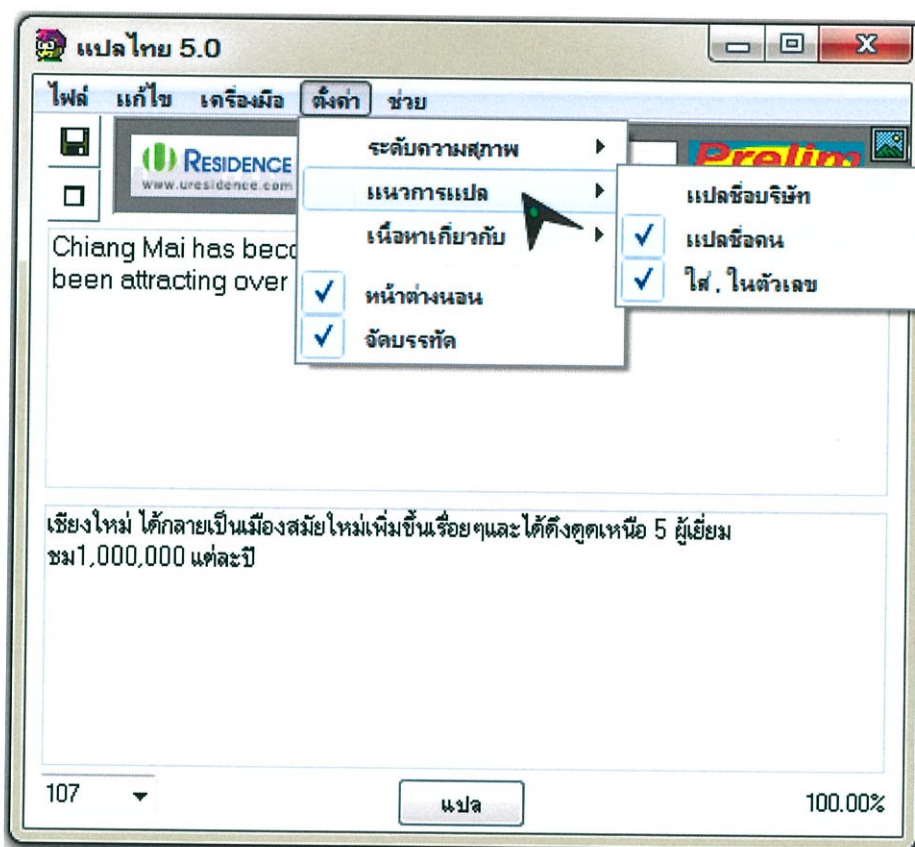 แปลไทย 5.0
ไฟล์ แก้ไข เครื่องมือ ตั้งค่า ช่วย
RESIDENCE
www.uresidence.com
Prelim
ระดับความสุภาพ
แนวการแปล
เนื้อหาเกี่ยวกับ
หน้าต่างนอน
จัดบรรทัด
แปลชื่อบริษัท
แปลชื่อคน
ใส่ , ในตัวเลข
Chiang Mai has beco
been attracting over
เชียงใหม่ ได้กลายเป็นเมืองสมัยใหม่เพิ่มขึ้นเรื่อยๆและได้ดึงดูดเหนือ 5 ผู้เยี่ยม
ชม1,000,000 แต่ละปี
107
แปล
100.00%